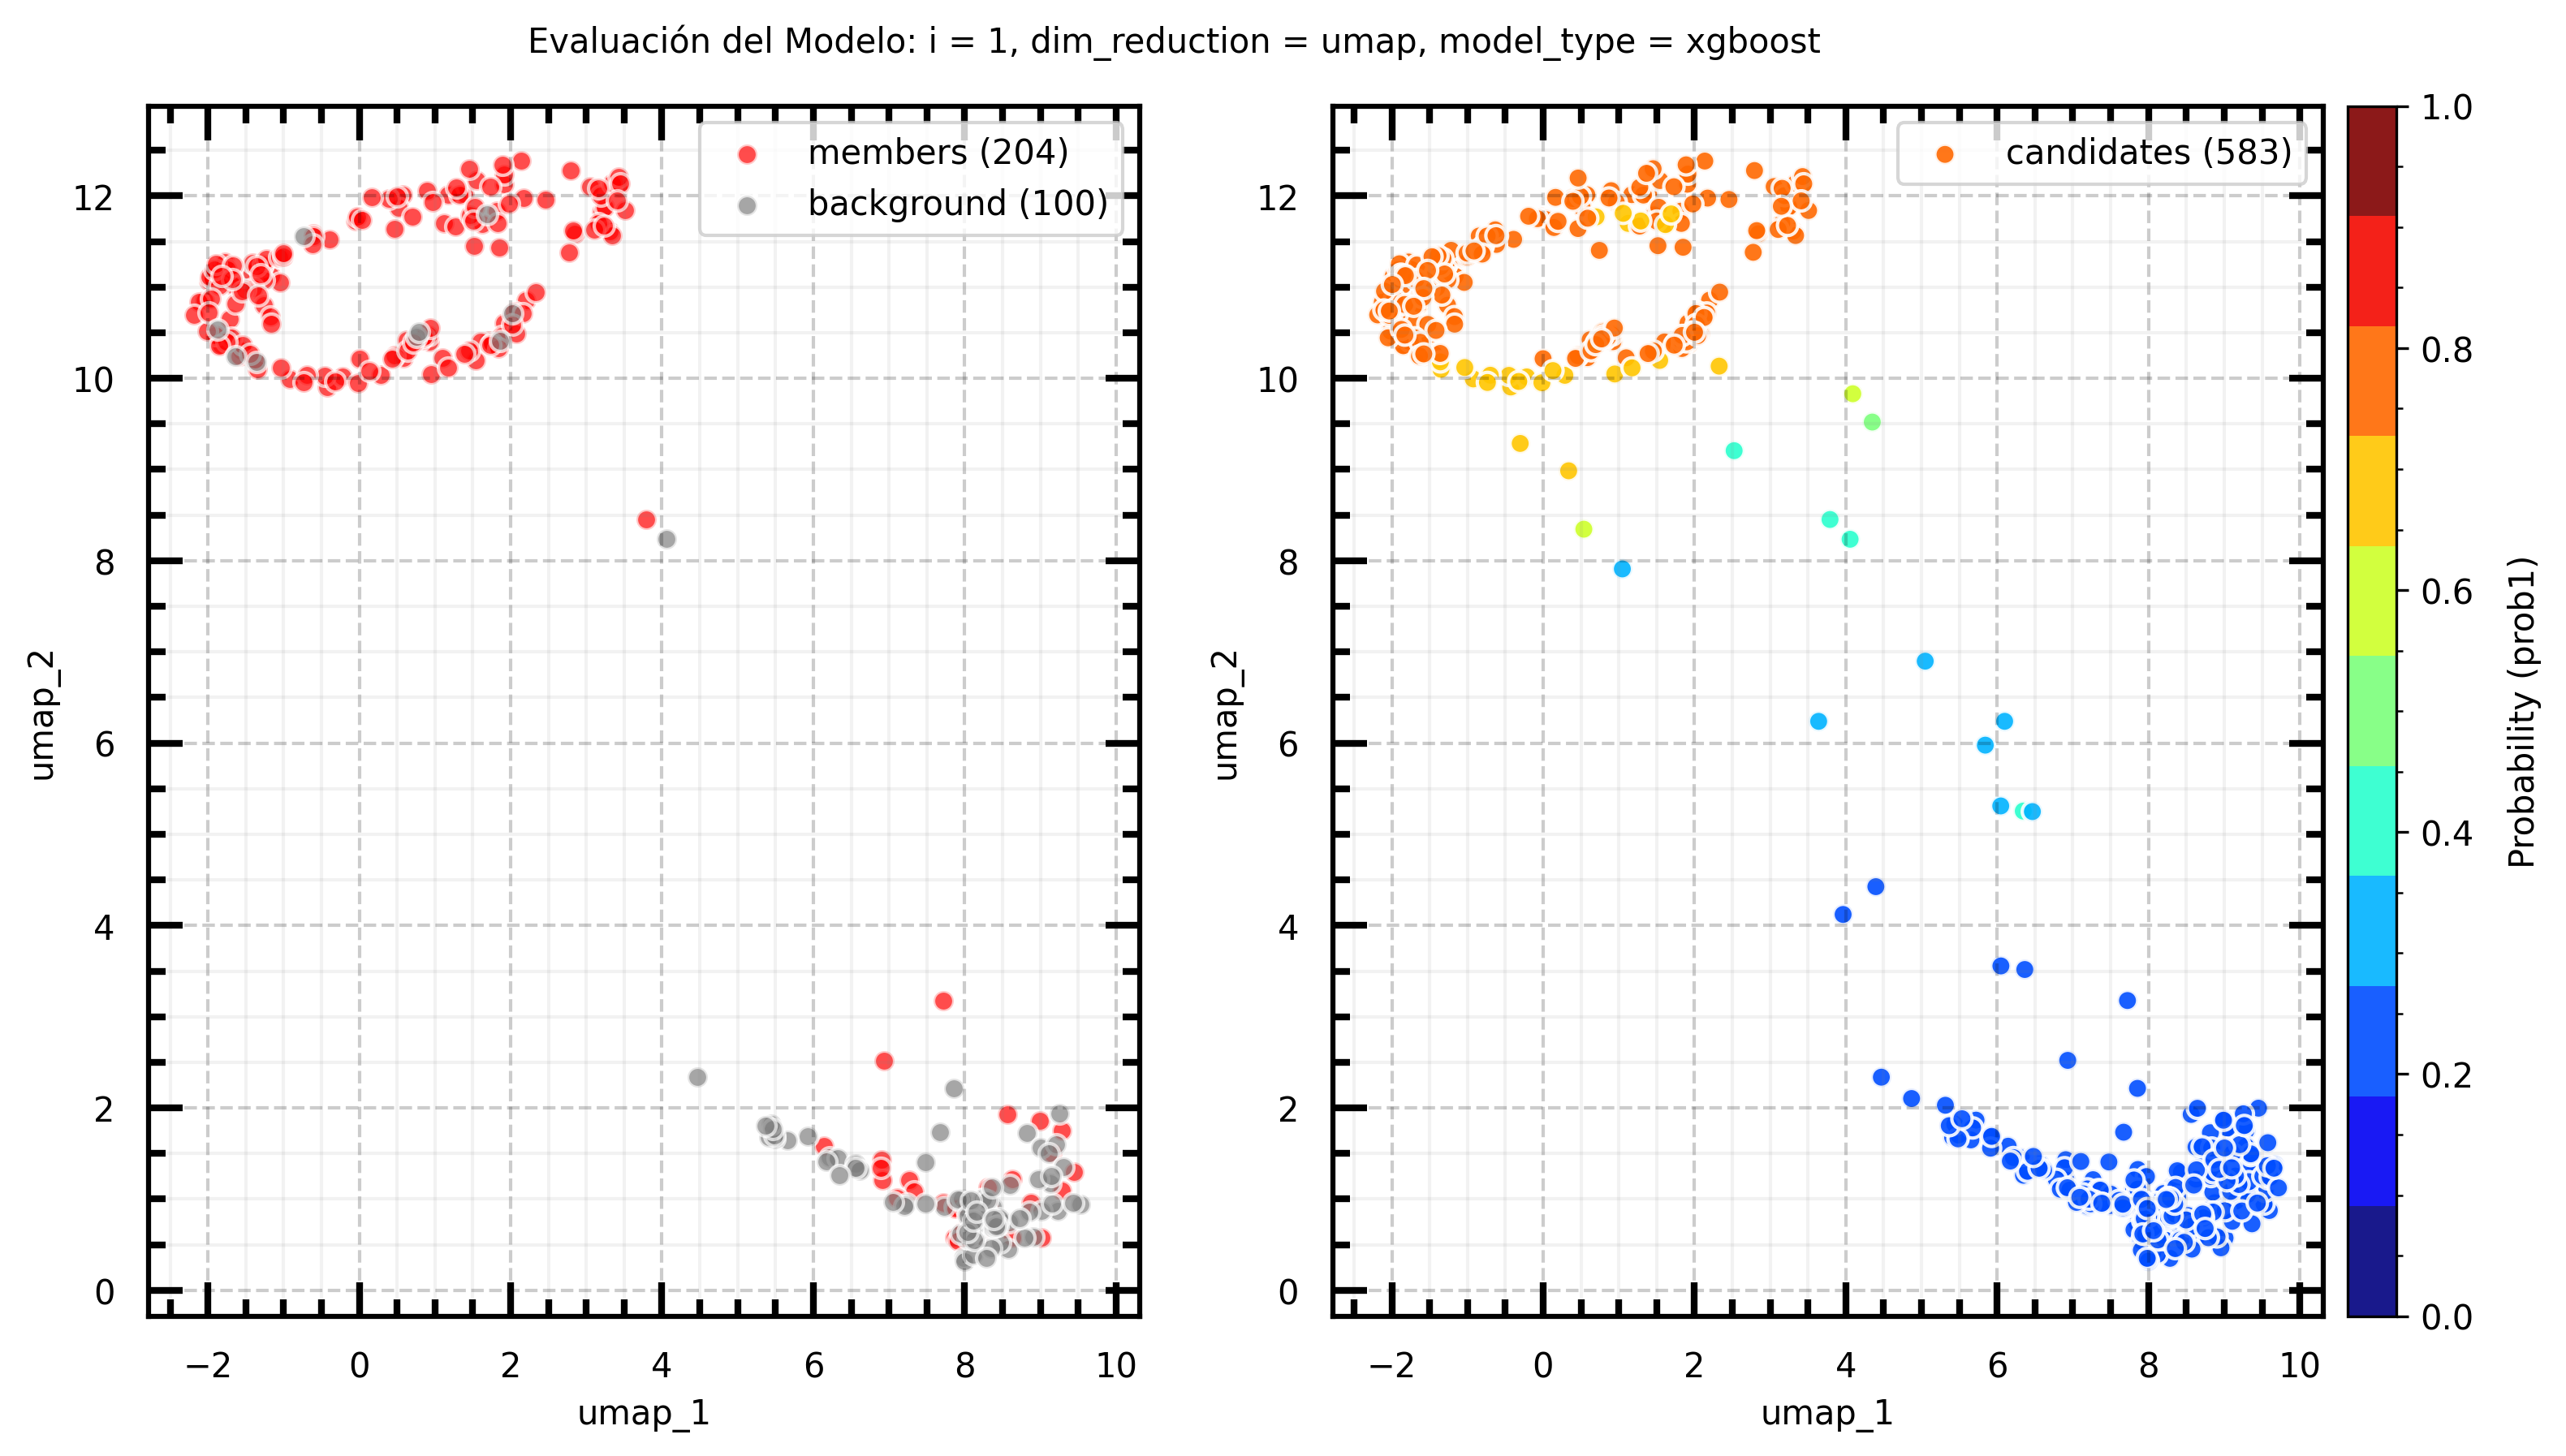 Evaluación del Modelo: i = 1, dim_reduction = umap, model_type = xgboost
members (204)
background (100)
12
10
8
6
4
2
0
umap_2
−2 0 2 4 6 8 10
umap_1
candidates (583)
12
10
8
6
4
2
0
umap_2
−2 0 2 4 6 8 10
umap_1
1.0
0.8
0.6
0.4
0.2
0.0
Probability (prob1)